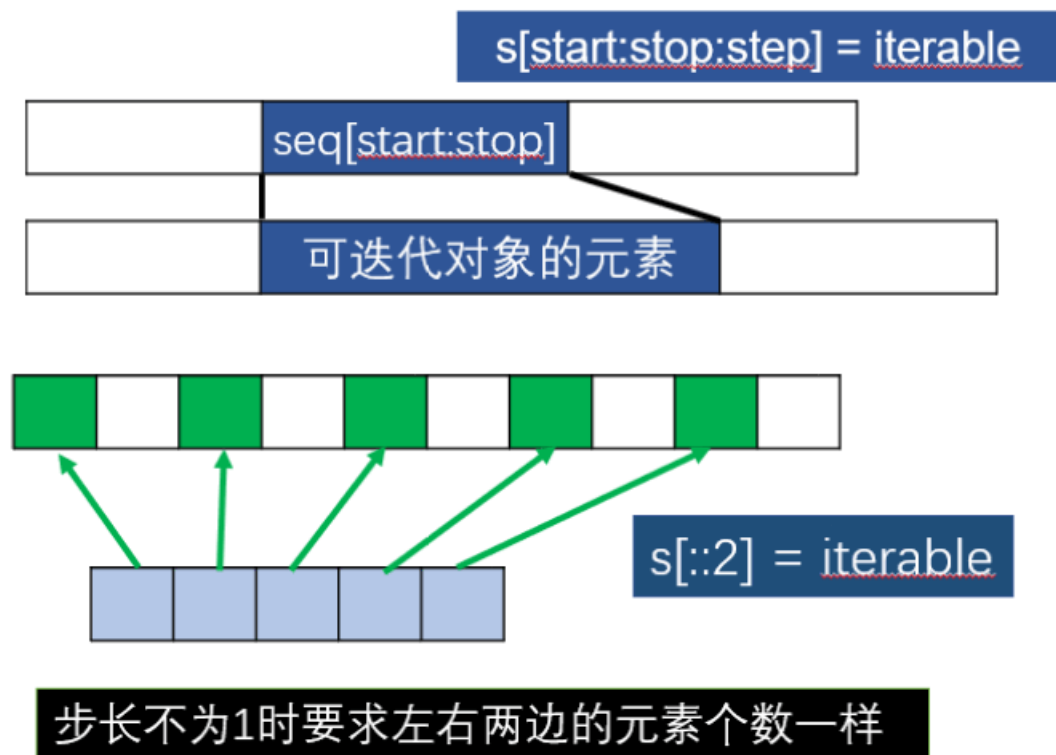 s[start:stop:step] = iterable
seq[start:stop]
可迭代对象的元素
s[::2] = iterable
步长不为1时要求左右两边的元素个数一样